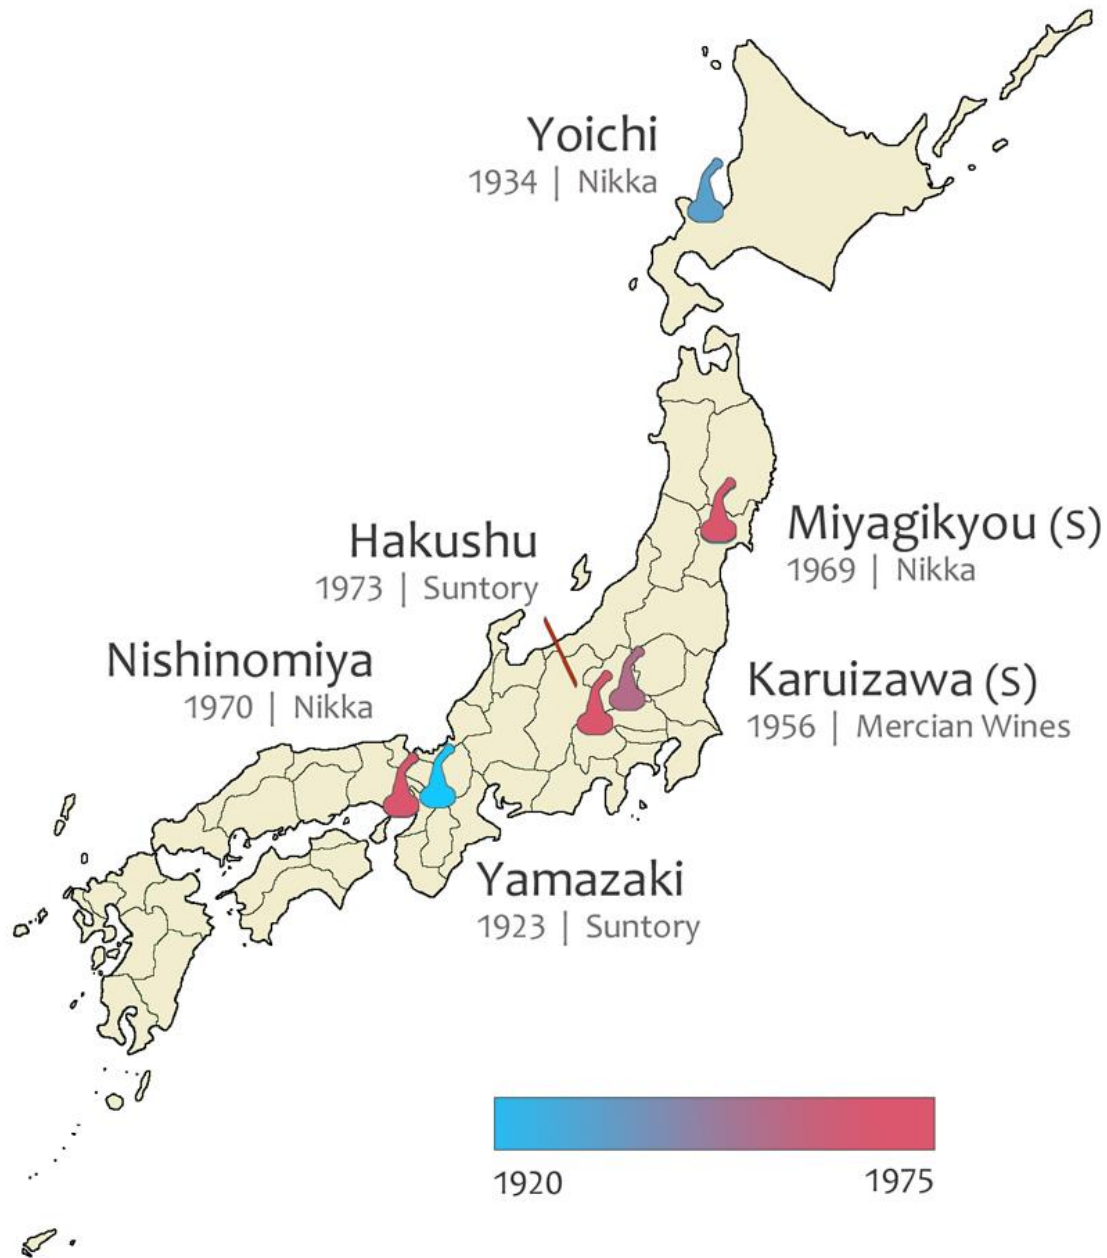 Yoichi
1934 | Nikka
Hakushu
1973 | Suntory
Miyagikyou (S)
1969 | Nikka
Nishinomiya
1970 | Nikka
Karuizawa (S)
1956 | Mercian Wines
Yamazaki
1923 | Suntory
1920
1975